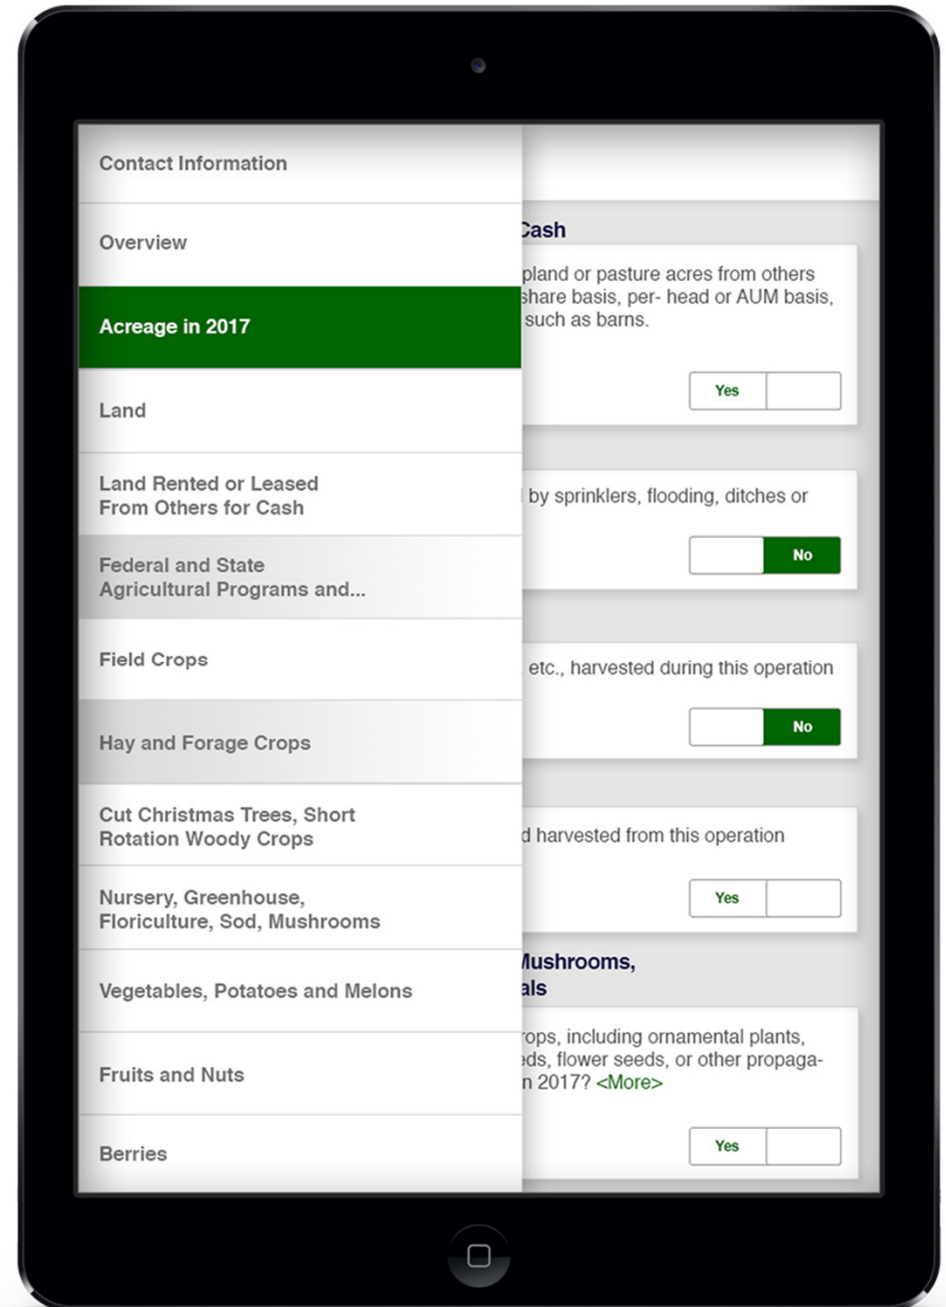 Contact Information
Overview
Acreage in 2017
Land
Land Rented or Leased
From Others for Cash
Federal and State
Agricultural Programs and...
Field Crops
Hay and Forage Crops
Cut Christmas Trees, Short
Rotation Woody Crops
Nursery, Greenhouse,
Floriculture, Sod, Mushrooms
Vegetables, Potatoes and Melons
Fruits and Nuts
Berries
Cash
pland or pasture acres from others
share basis, per- head or AUM basis,
such as barns.
Yes
by sprinklers, flooding, ditches or
No
etc., harvested during this operation
No
d harvested from this operation
Yes
Mushrooms,
als
rops, including ornamental plants,
eds, flower seeds, or other propaga-
n 2017? <More>
Yes